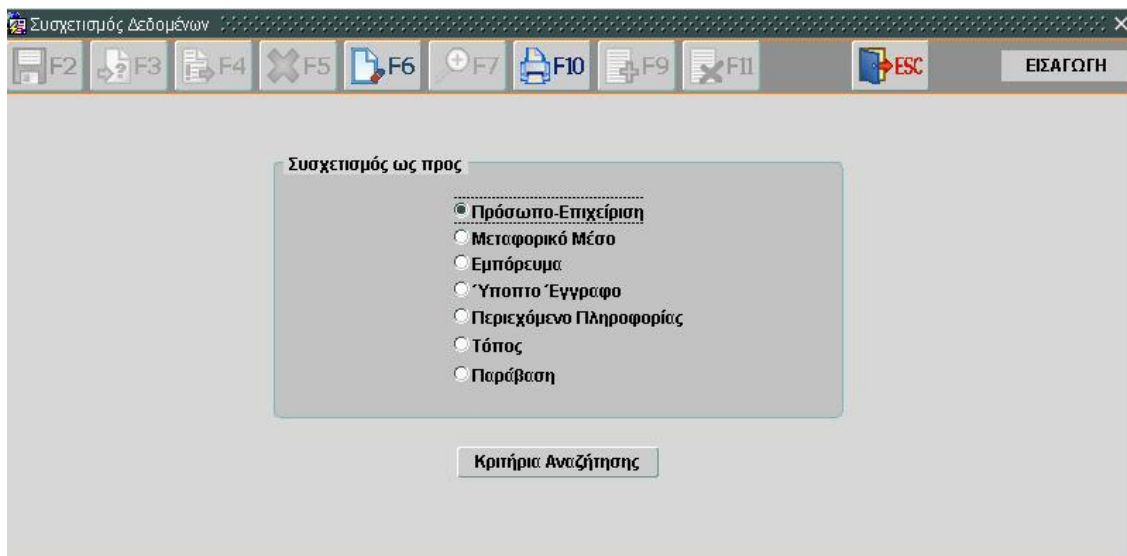 Συσχετισμός Δεδομένων
F2 F3 F4 F5 F6 F7 F10 F9 F11 ESC ΕΙΣΑΓΩΓΗ
Συσχετισμός ως προς
Πρόσωπο-Επιχείριση
Μεταφορικό Μέσο
Εμπόρευμα
Ύποπτο Έγγραφο
Περιεχόμενο Πληροφορίας
Τόπος
Παράβαση
Κριτήρια Αναζήτησης